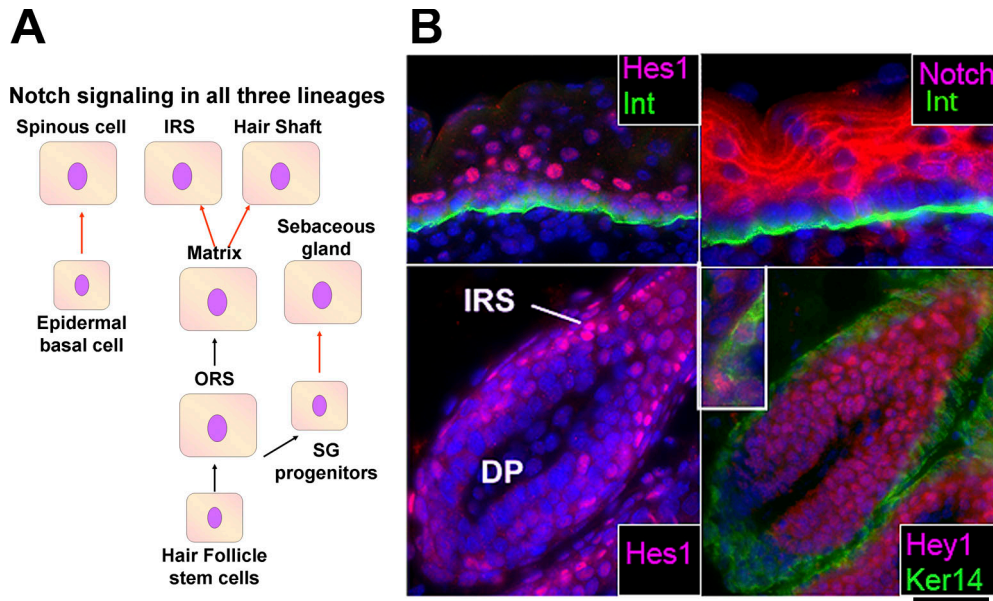 A
B
Notch signaling in all three lineages
Spinous cell
IRS
Hair Shaft
Sebaceous
gland
Matrix
Epidermal
basal cell
ORS
SG
progenitors
Hair Follicle
stem cells
Hes1
Int
Notch
Int
IRS
DP
Hes1
Hey1
Ker14